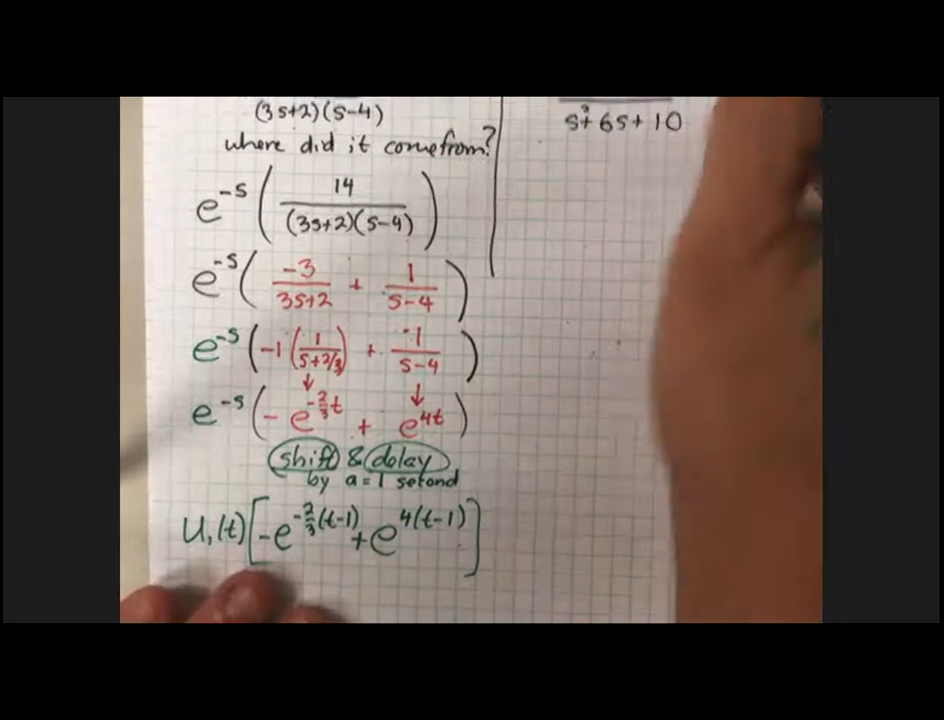 (3s+2)(s-4)
where did it come from?
e^{-s} ( 14 / (3s+2)(s-4) )
e^{-s} ( -3 / 3s+2 + 1 / s-4 )
e^{-s} ( -1 ( 1 / s+2/3 ) + 1 / s-4 )
↓ ↓
e^{-s} ( - e^{-2/3 t} + e^{4t} )
shift & delay
by a = 1 second
U₁(t) [ -e^{-2/3 (t-1)} + e^{4(t-1)} ]
s²+6s+10